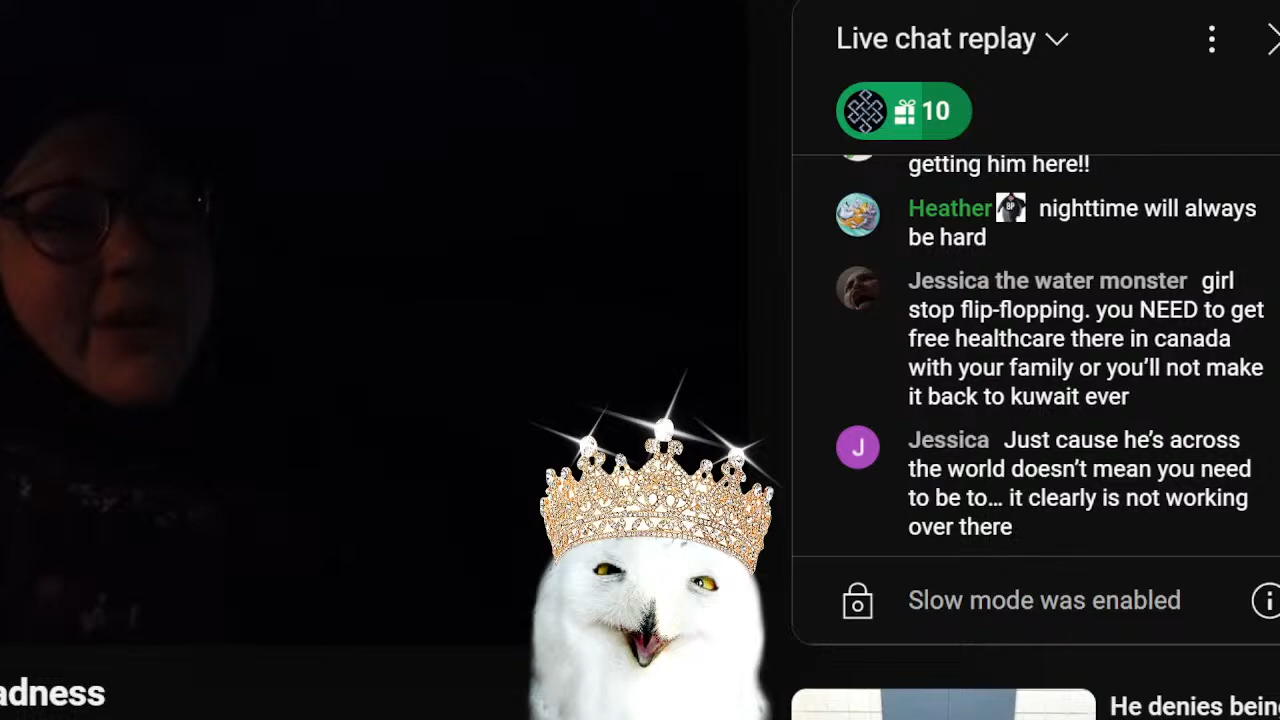 Live chat replay
10
getting him here!!
Heather BP nighttime will always
be hard
Jessica the water monster girl
stop flip-flopping. you NEED to get
free healthcare there in canada
with your family or you'll not make
it back to kuwait ever
J
Jessica Just cause he's across
the world doesn't mean you need
to be to... it clearly is not working
over there
Slow mode was enabled
adness
He denies being